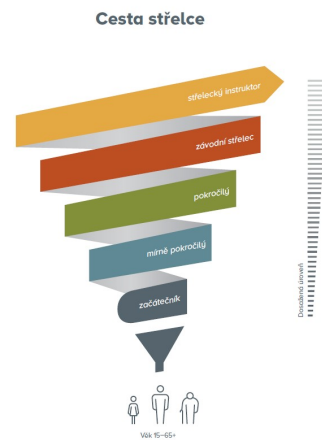 Cesta střelce
střelecký instruktor
závodní střelec
pokročilý
mírně pokročilý
začátečník
Dosažená úroveň
Věk 15–65+